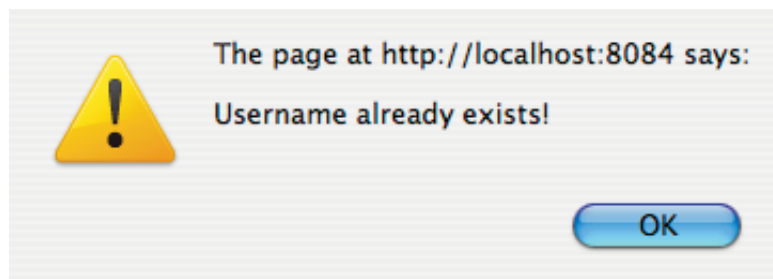 The page at http://localhost:8084 says:
Username already exists!
OK